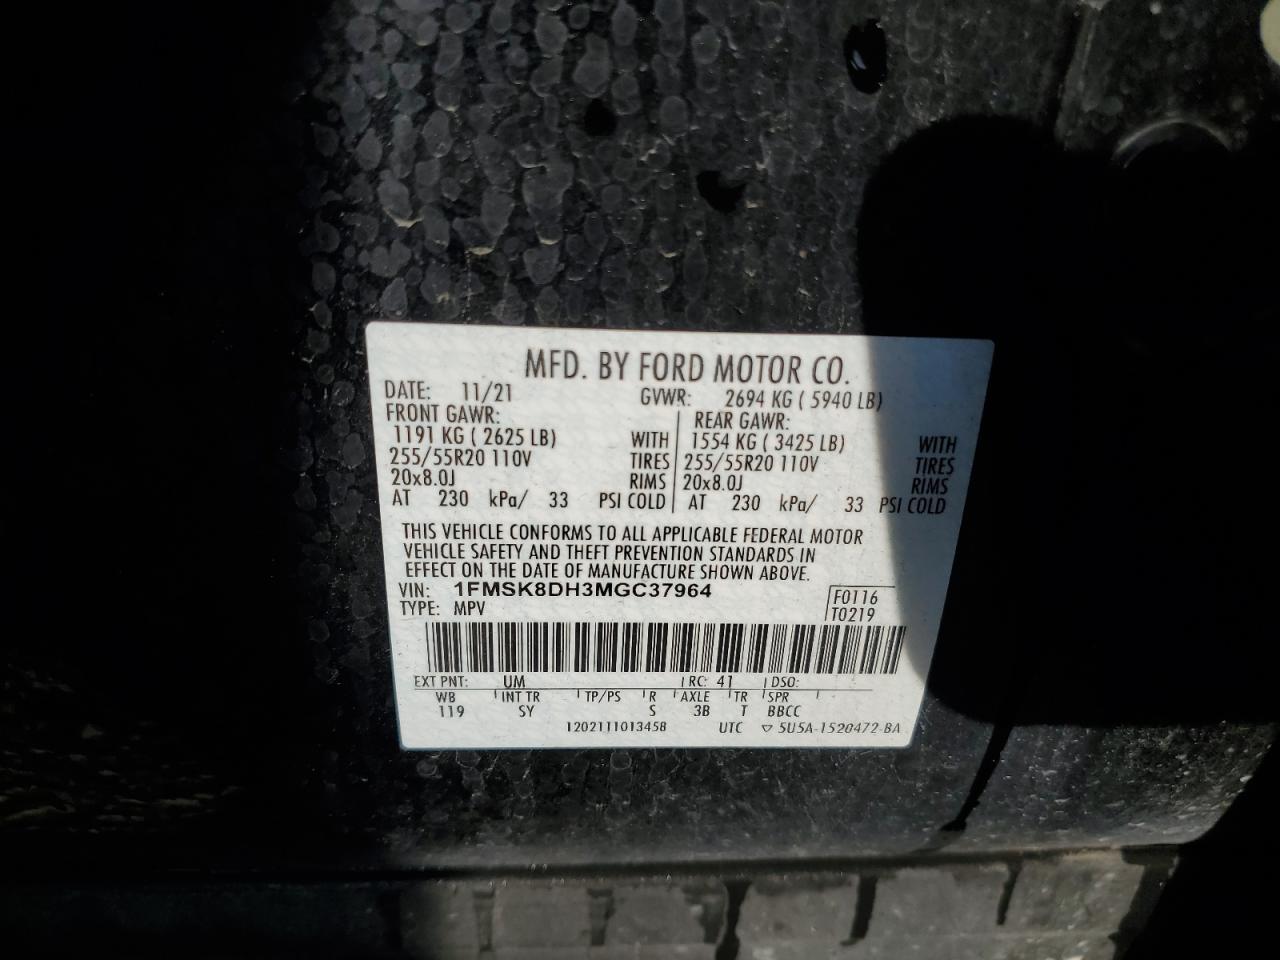 MFD. BY FORD MOTOR CO.
DATE: 11/21 GVWR: 2694 KG ( 5940 LB)
FRONT GAWR: REAR GAWR:
1191 KG ( 2625 LB) WITH 1554 KG ( 3425 LB) WITH
255/55R20 110V TIRES 255/55R20 110V TIRES
20x8.0J RIMS 20x8.0J RIMS
AT 230 kPa/ 33 PSI COLD AT 230 kPa/ 33 PSI COLD
THIS VEHICLE CONFORMS TO ALL APPLICABLE FEDERAL MOTOR
VEHICLE SAFETY AND THEFT PREVENTION STANDARDS IN
EFFECT ON THE DATE OF MANUFACTURE SHOWN ABOVE.
VIN: 1FMSK8DH3MGC37964 F0116
TYPE: MPV T0219
EXT PNT: UM RC: 41 DSO:
WB INT TR TP/PS R AXLE TR SPR
119 SY S 3B T BBCC
1202111013458 UTC ▽ 5U5A-1520472-BA